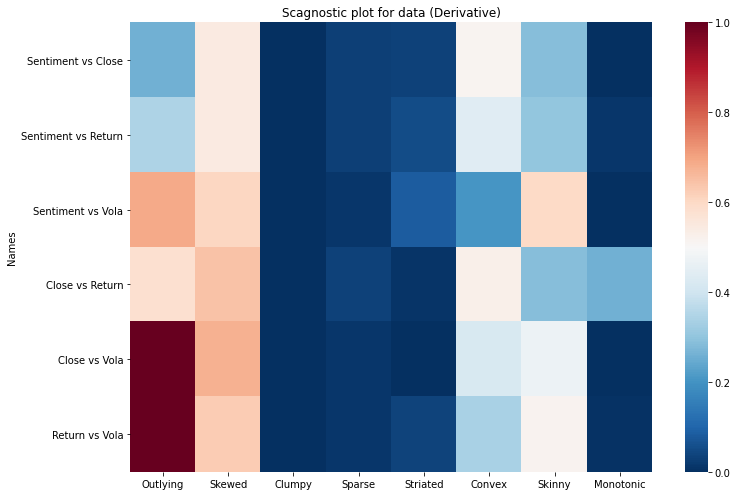 Scagnostic plot for data (Derivative)
Names
Sentiment vs Close
Sentiment vs Return
Sentiment vs Vola
Close vs Return
Close vs Vola
Return vs Vola
Outlying Skewed Clumpy Sparse Striated Convex Skinny Monotonic
1.0
0.8
0.6
0.4
0.2
0.0